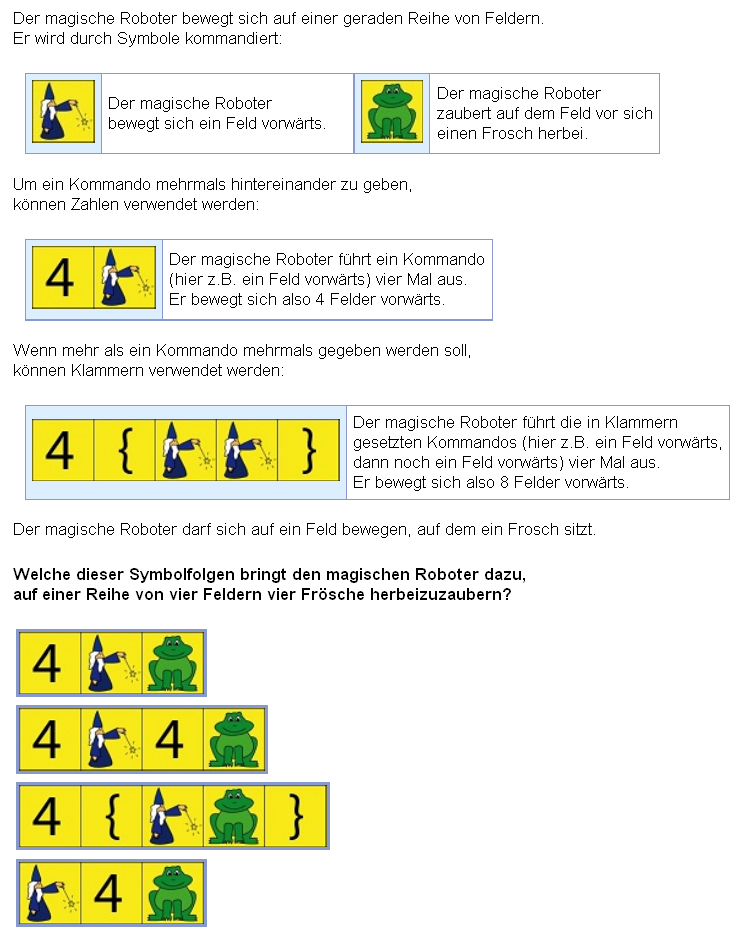 Der magische Roboter bewegt sich auf einer geraden Reihe von Feldern.
Er wird durch Symbole kommandiert:
Der magische Roboter
bewegt sich ein Feld vorwärts.
Der magische Roboter
zaubert auf dem Feld vor sich
einen Frosch herbei.
Um ein Kommando mehrmals hintereinander zu geben,
können Zahlen verwendet werden:
4
Der magische Roboter führt ein Kommando
(hier z.B. ein Feld vorwärts) vier Mal aus.
Er bewegt sich also 4 Felder vorwärts.
Wenn mehr als ein Kommando mehrmals gegeben werden soll,
können Klammern verwendet werden:
4 { }
Der magische Roboter führt die in Klammern
gesetzten Kommandos (hier z.B. ein Feld vorwärts,
dann noch ein Feld vorwärts) vier Mal aus.
Er bewegt sich also 8 Felder vorwärts.
Der magische Roboter darf sich auf ein Feld bewegen, auf dem ein Frosch sitzt.
Welche dieser Symbolfolgen bringt den magischen Roboter dazu,
auf einer Reihe von vier Feldern vier Frösche herbeizuzaubern?
4
4 4
4 { }
4